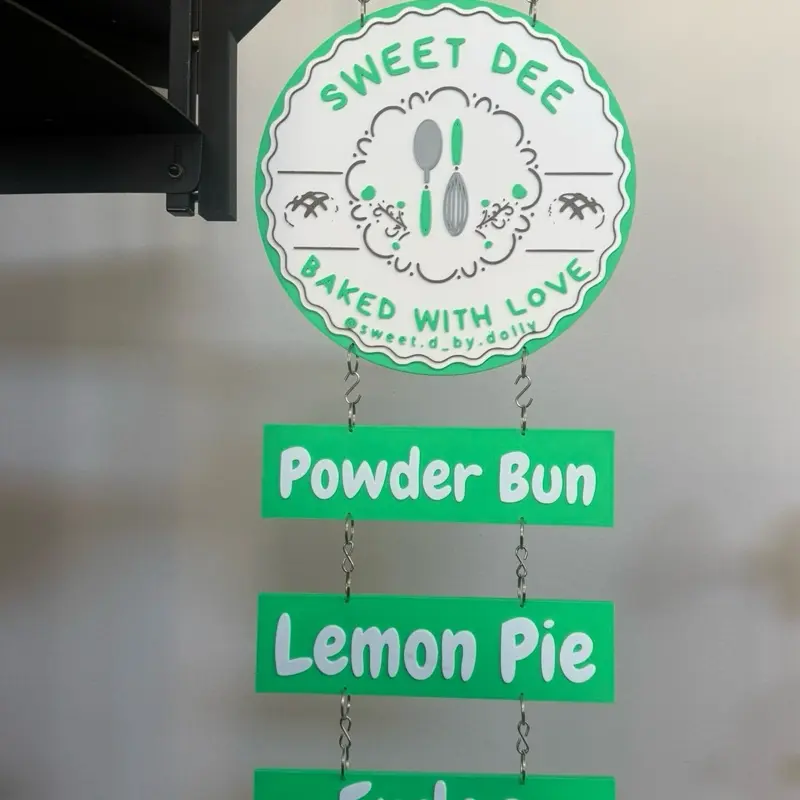 SWEET DEE
BAKED WITH LOVE
@sweet.d_by.dolly
Powder Bun
Lemon Pie